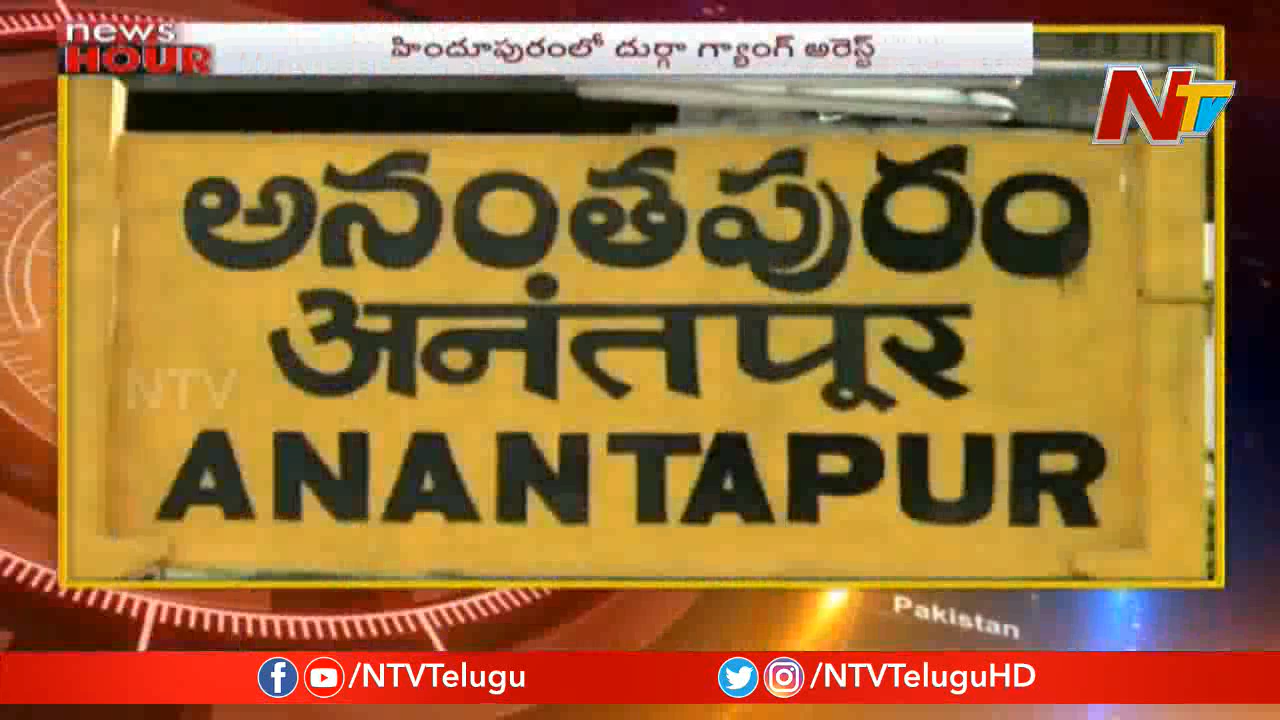 news
HOUR
హిందూపురంలో దుర్గా గ్యాంగ్ అరెస్ట్
NTV
అనంతపురం
अनंतपूर
NTV
ANANTAPUR
Pakistan
/NTVTelugu
/NTVTeluguHD